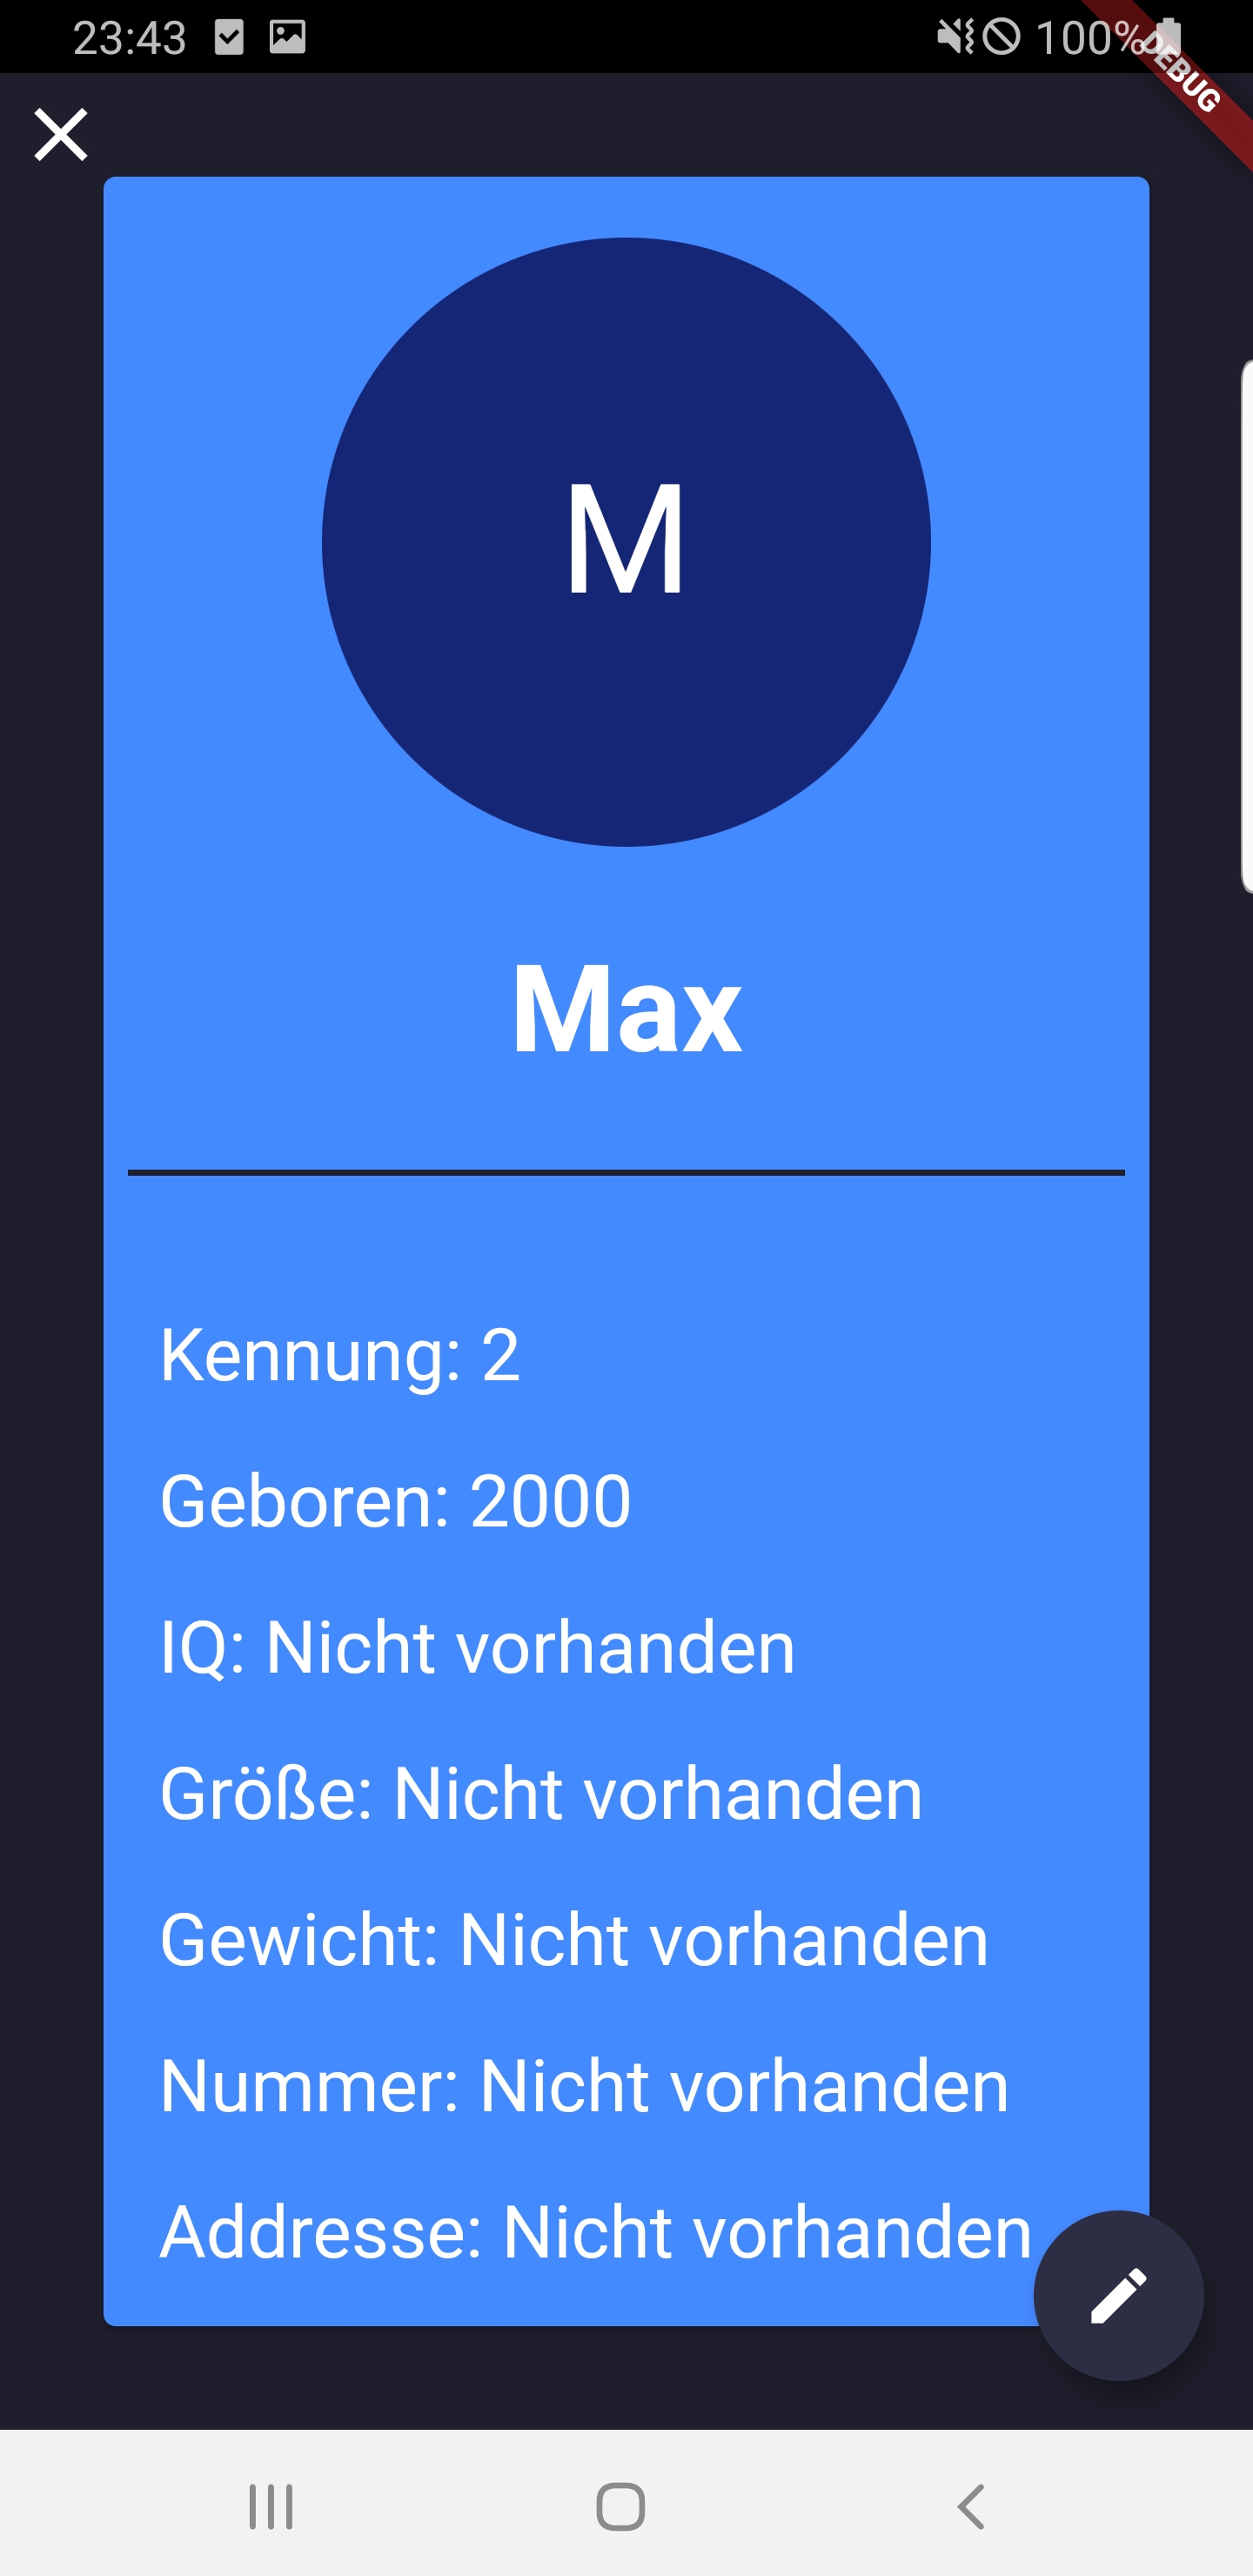 23:43
100%
DEBUG
M
Max
Kennung: 2
Geboren: 2000
IQ: Nicht vorhanden
Größe: Nicht vorhanden
Gewicht: Nicht vorhanden
Nummer: Nicht vorhanden
Addresse: Nicht vorhanden